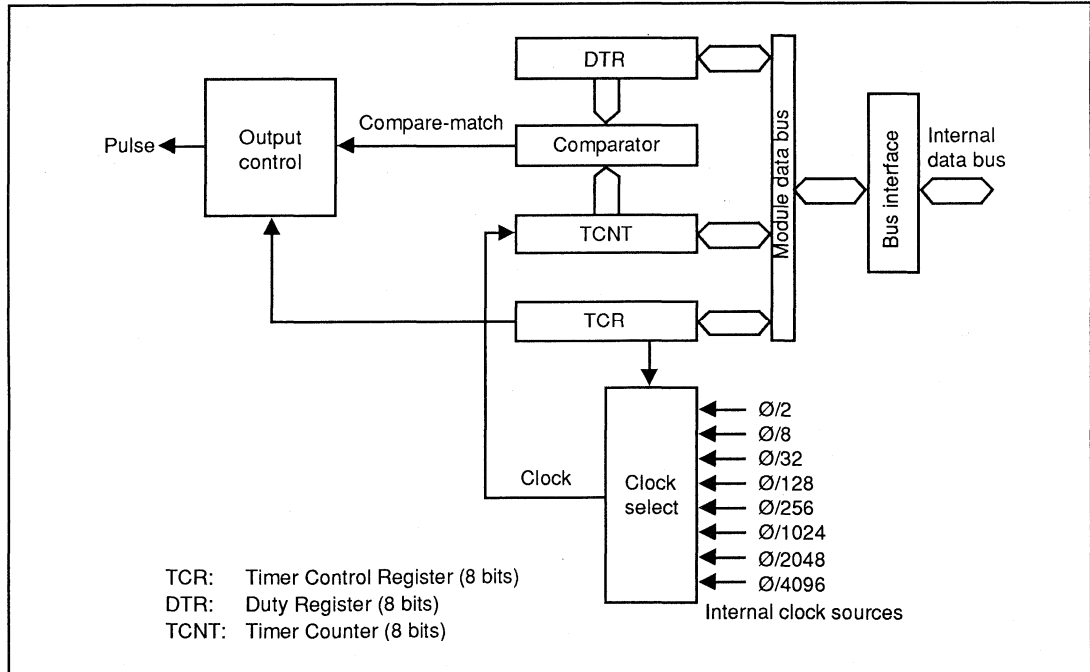 DTR
Compare-match
Comparator
Output
control
Pulse
TCNT
TCR
Module data bus
Bus interface
Internal
data bus
Clock
Clock
select
Ø/2
Ø/8
Ø/32
Ø/128
Ø/256
Ø/1024
Ø/2048
Ø/4096
Internal clock sources
TCR: Timer Control Register (8 bits)
DTR: Duty Register (8 bits)
TCNT: Timer Counter (8 bits)